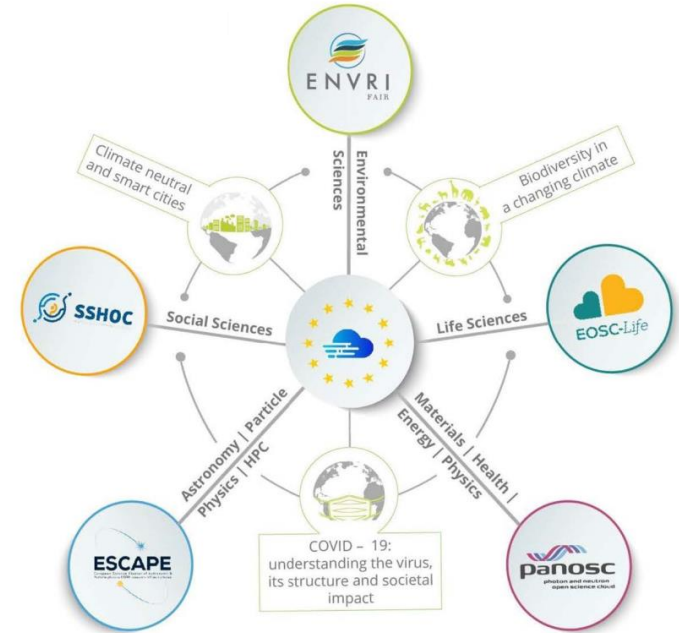 ENVRI
FAIR
Climate neutral
and smart cities
Environmental
Sciences
Biodiversity in
a changing climate
SSHOC
Social Sciences
Life Sciences
EOSC-Life
Astronomy | Particle
Physics | HPC
Materials | Health |
Energy | Physics
ESCAPE
COVID – 19:
understanding the virus,
its structure and societal
impact
panosc
photon and neutron
open science cloud